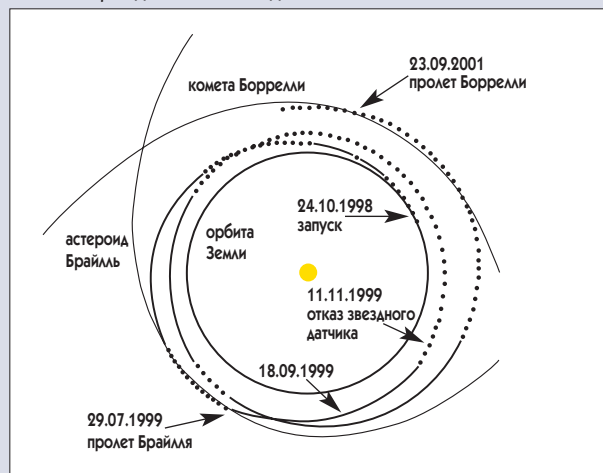 23.09.2001
пролет Боррелли
комета Боррелли
24.10.1998
запуск
орбита
Земли
астероид
Брайлль
11.11.1999
отказ звездного
датчика
18.09.1999
29.07.1999
пролет Брайля